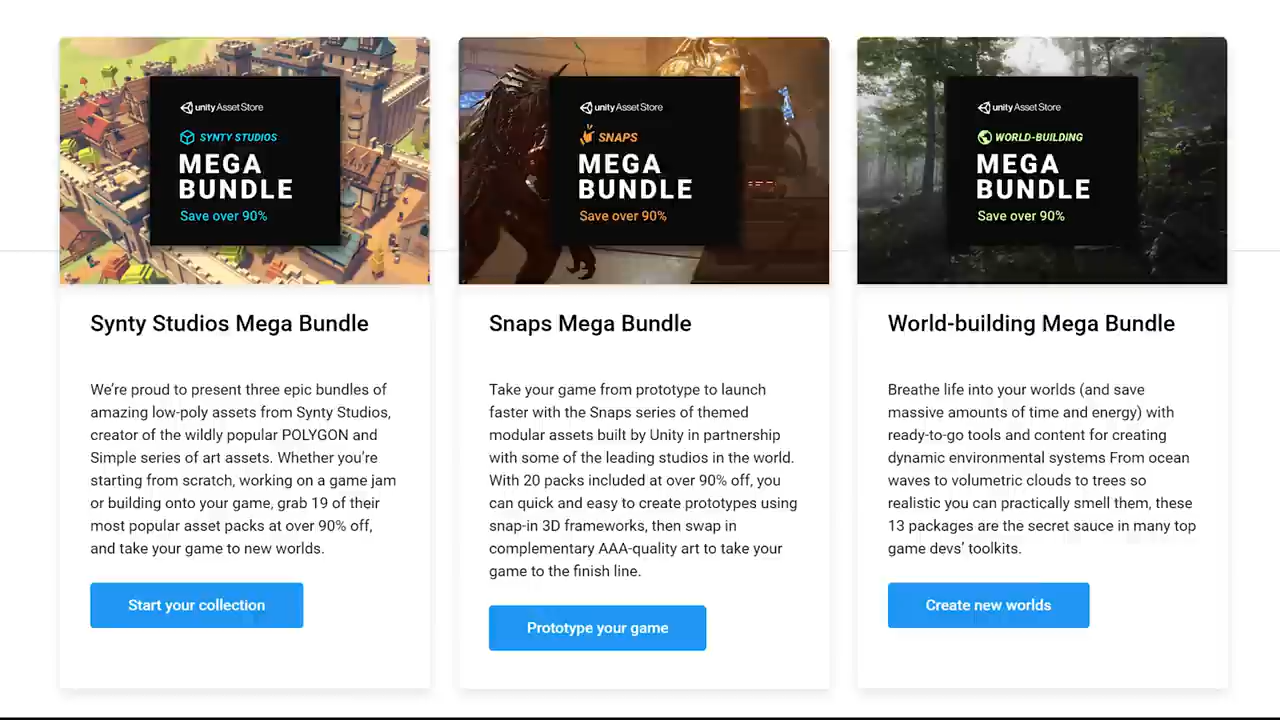 unity Asset Store
SYNTY STUDIOS
MEGA
BUNDLE
Save over 90%
Synty Studios Mega Bundle
We're proud to present three epic bundles of
amazing low-poly assets from Synty Studios,
creator of the wildly popular POLYGON and
Simple series of art assets. Whether you're
starting from scratch, working on a game jam
or building onto your game, grab 19 of their
most popular asset packs at over 90% off,
and take your game to new worlds.
Start your collection
unity Asset Store
SNAPS
MEGA
BUNDLE
Save over 90%
Snaps Mega Bundle
Take your game from prototype to launch
faster with the Snaps series of themed
modular assets built by Unity in partnership
with some of the leading studios in the world.
With 20 packs included at over 90% off, you
can quick and easy to create prototypes using
snap-in 3D frameworks, then swap in
complementary AAA-quality art to take your
game to the finish line.
Prototype your game
unity Asset Store
WORLD-BUILDING
MEGA
BUNDLE
Save over 90%
World-building Mega Bundle
Breathe life into your worlds (and save
massive amounts of time and energy) with
ready-to-go tools and content for creating
dynamic environmental systems From ocean
waves to volumetric clouds to trees so
realistic you can practically smell them, these
13 packages are the secret sauce in many top
game devs' toolkits.
Create new worlds